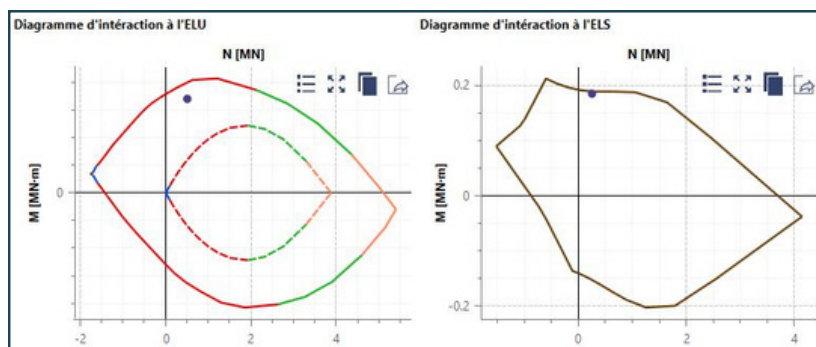 Diagramme d'intéraction à l'ELU
N [MN]
M [MN-m]
0
-2
0
2
4
Diagramme d'intéraction à l'ELS
N [MN]
M [MN-m]
0.2
0
-0.2
0
2
4